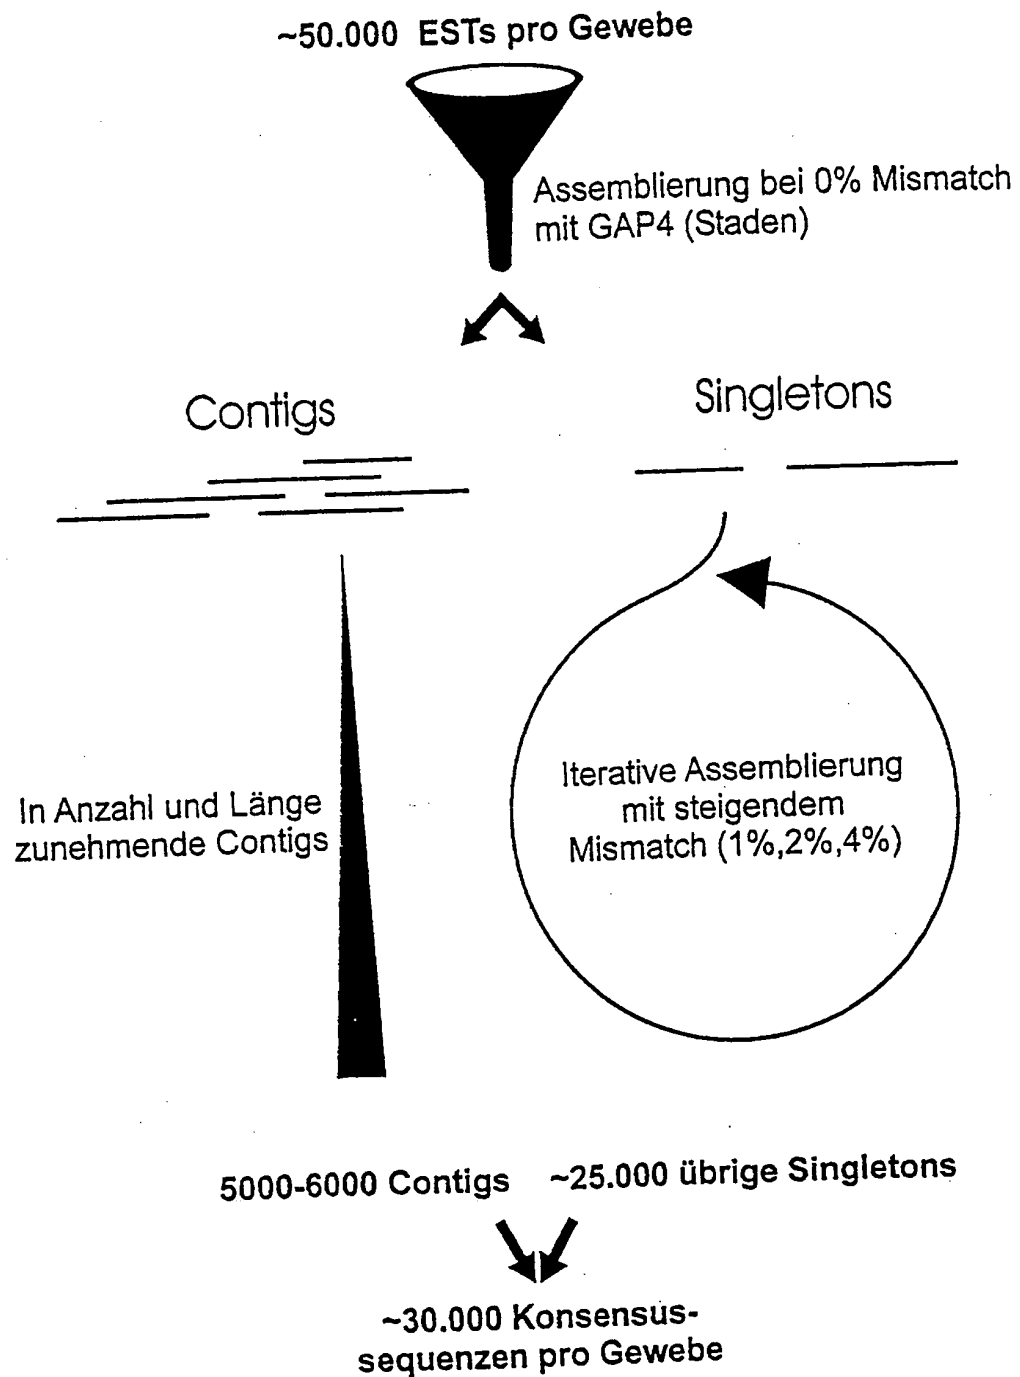 ~50.000 ESTs pro Gewebe
Assemblierung bei 0% Mismatch
mit GAP4 (Staden)
Contigs
Singletons
In Anzahl und Länge
zunehmende Contigs
Iterative Assemblierung
mit steigendem
Mismatch (1%,2%,4%)
5000-6000 Contigs
~25.000 übrige Singletons
~30.000 Konsensus-
sequenzen pro Gewebe